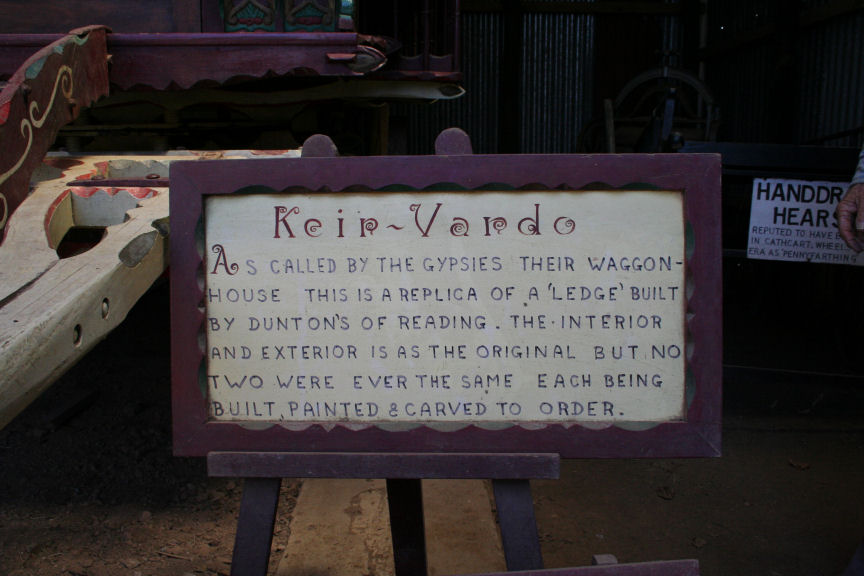 Keir~Vardo
AS CALLED BY THE GYPSIES THEIR WAGGON-
HOUSE THIS IS A REPLICA OF A 'LEDGE' BUILT
BY DUNTON'S OF READING. THE INTERIOR
AND EXTERIOR IS AS THE ORIGINAL BUT NO
TWO WERE EVER THE SAME EACH BEING
BUILT, PAINTED & CARVED TO ORDER.
HANDDR
HEARS
REPUTED TO HAVE
IN CATHCART. WHEEL
ERA AS 'PENNYFARTHING